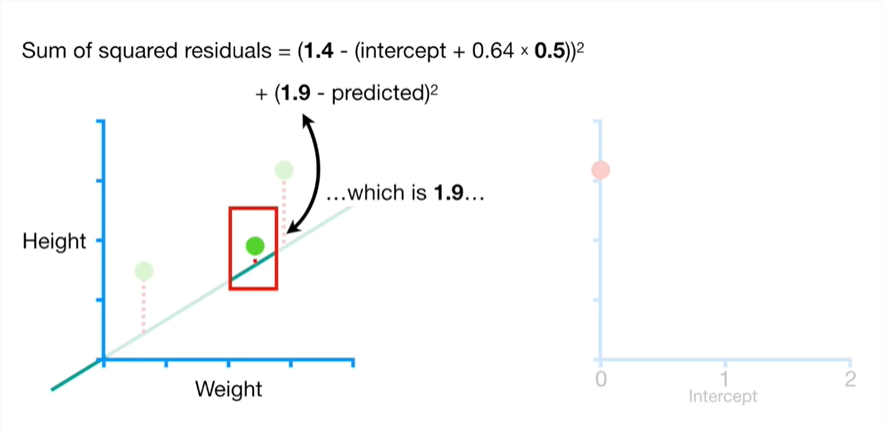 Sum of squared residuals = (1.4 - (intercept + 0.64 × 0.5))²
+ (1.9 - predicted)²
…which is 1.9…
Height
Weight
0
1
2
Intercept